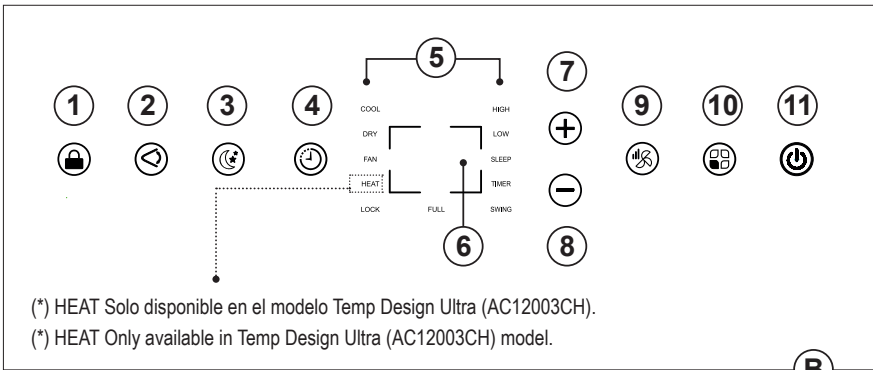 5
7
1 2 3 4 9 10 11
COOL HIGH
DRY LOW
FAN SLEEP
HEAT TIMER
LOCK FULL SWING
6 8
(*) HEAT Solo disponible en el modelo Temp Design Ultra (AC12003CH).
(*) HEAT Only available in Temp Design Ultra (AC12003CH) model.
B